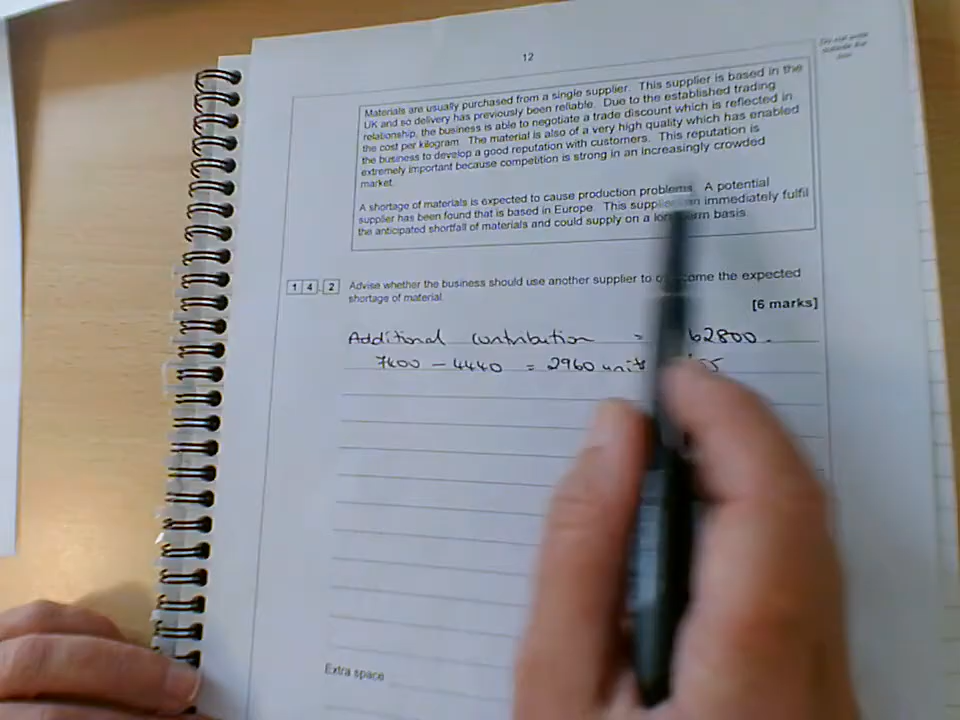 12
Materials are usually purchased from a single supplier. This supplier is based in the
UK and so delivery has previously been reliable. Due to the established trading
relationship, the business is able to negotiate a trade discount which is reflected in
the cost per kilogram. The material is also of a very high quality which has enabled
the business to develop a good reputation with customers. This reputation is
extremely important because competition is strong in an increasingly crowded
market.
A shortage of materials is expected to cause production problems. A potential
supplier has been found that is based in Europe. This supplier can immediately fulfil
the anticipated shortfall of materials and could supply on a long term basis.
1 4 . 2 Advise whether the business should use another supplier to overcome the expected
shortage of material.
[6 marks]
Additional contribution = 62800.
7400 - 4440 = 2960 units
Extra space